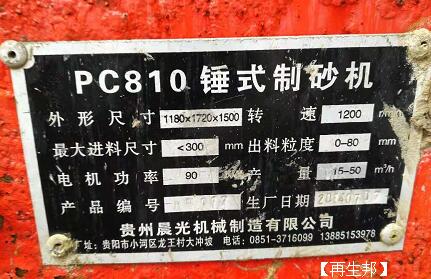 PC810 锤式制砂机
外形尺寸 1180×1720×1500 转速 1200 r/min
最大进料尺寸 <300 mm 出料粒度 0-80 mm
电机功率 90 产量 15-50 m³/h
产品编号 生厂日期
贵州晨光机械制造有限公司
厂址：贵阳市小河区龙王村大冲坡 电话：0851-3716099 13885153978
【再生邦】